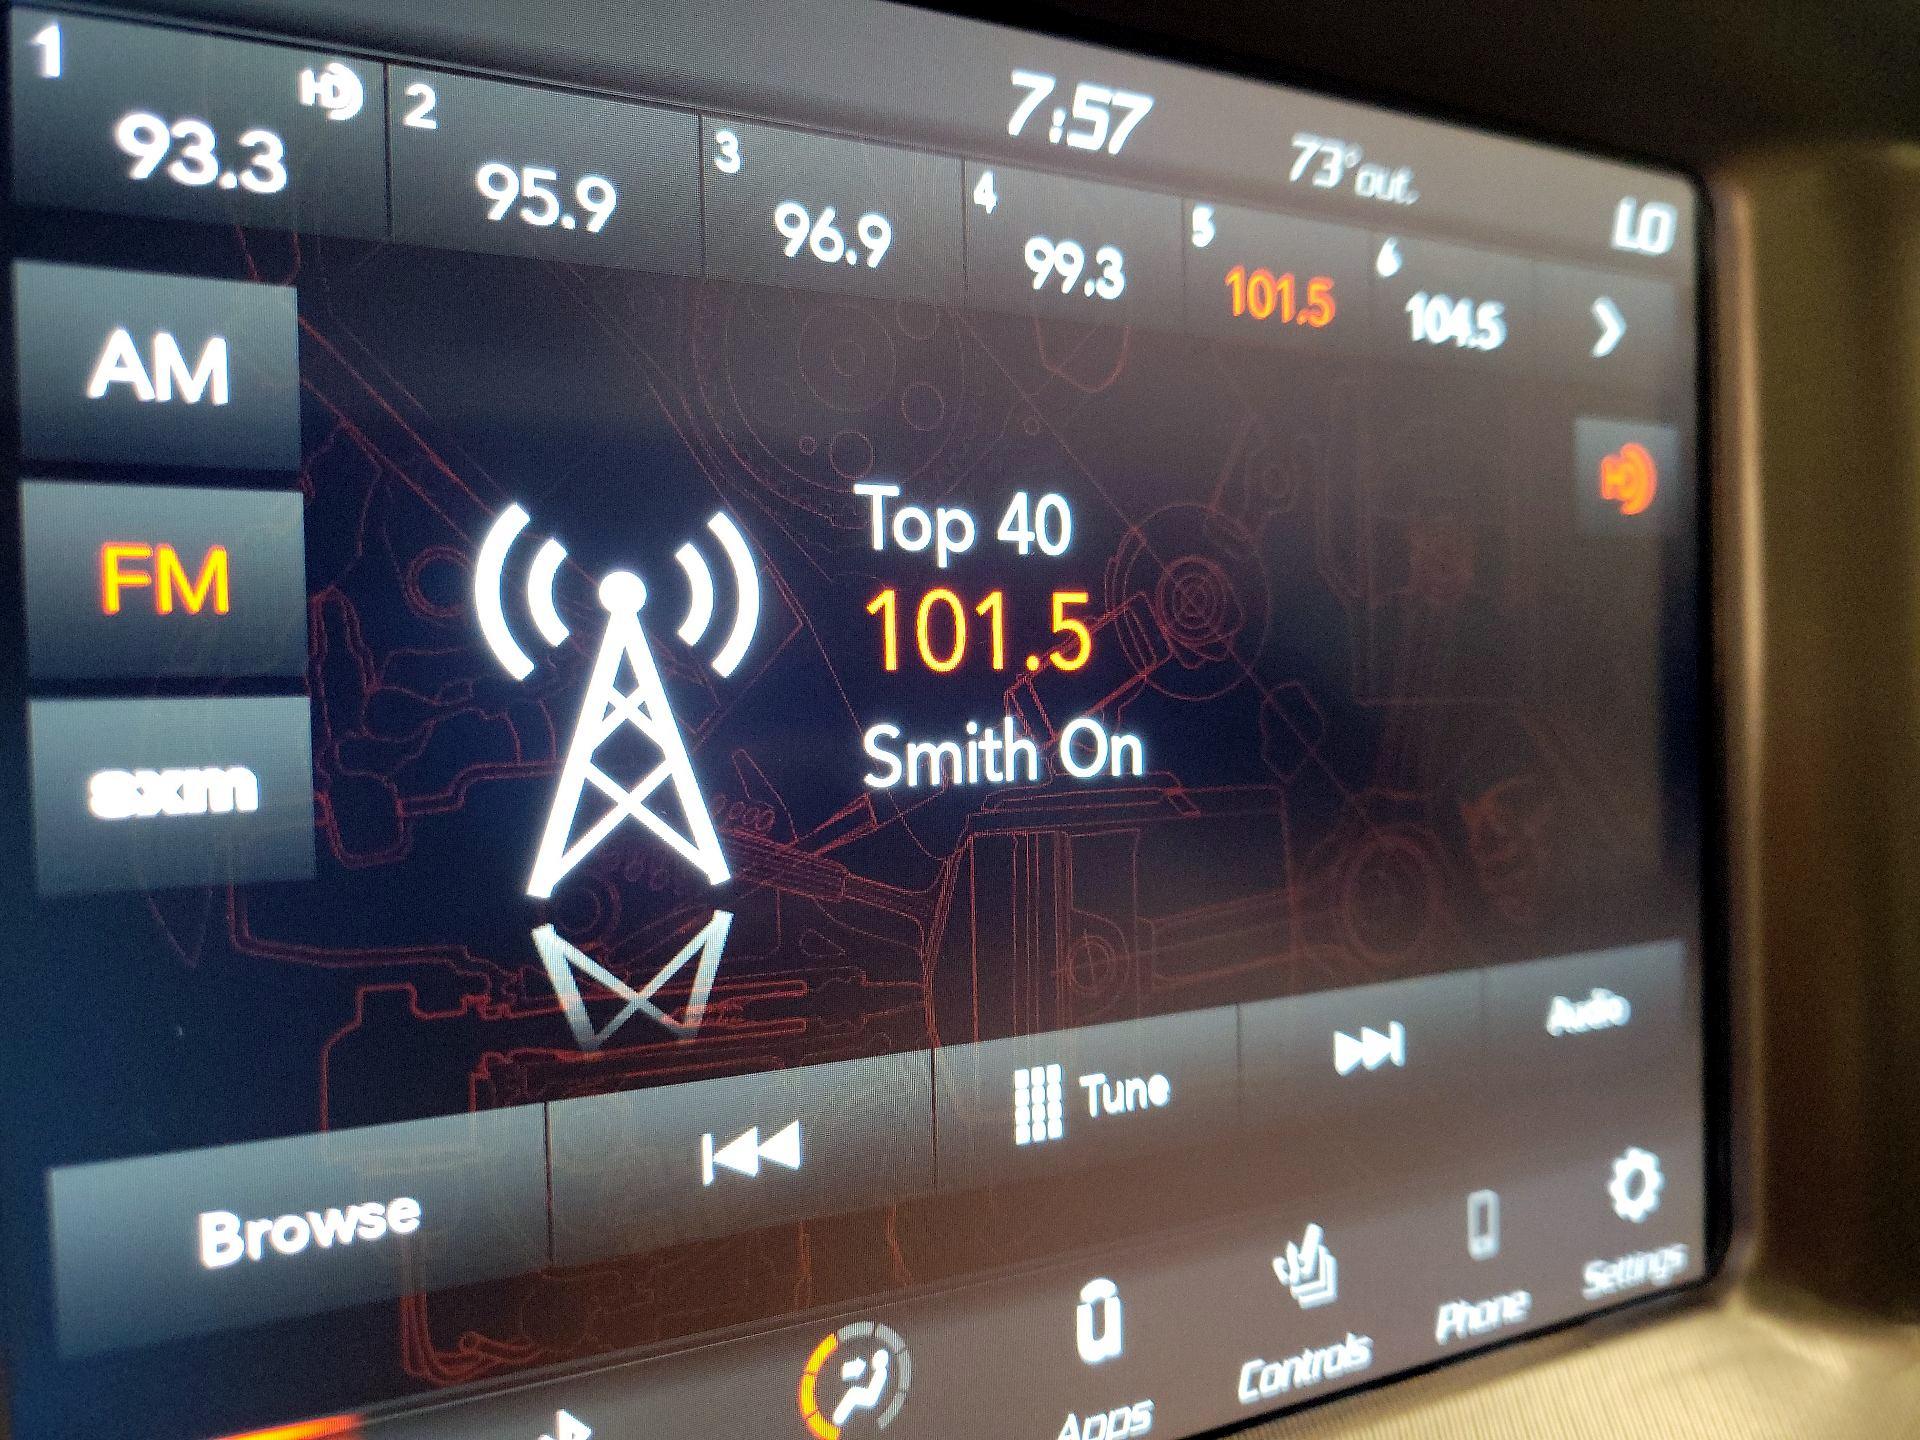 7:57
73° out.
LO
1 HD 93.3
2 95.9
3 96.9
4 99.3
5 101.5
6 104.5
AM
HD
FM
sxm
Top 40
101.5
Smith On
Browse
Tune
Audio
Apps
Controls
Phone
Settings